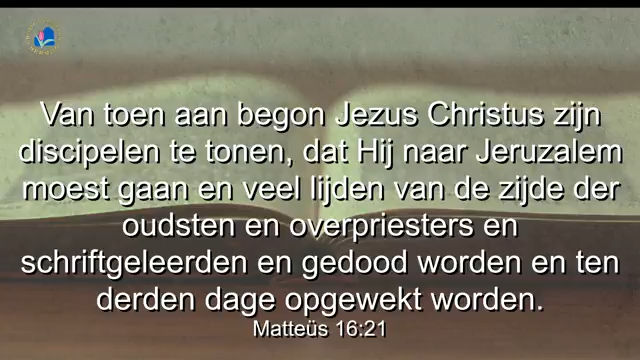 Van toen aan begon Jezus Christus zijn
discipelen te tonen, dat Hij naar Jeruzalem
moest gaan en veel lijden van de zijde der
oudsten en overpriesters en
schriftgeleerden en gedood worden en ten
derden dage opgewekt worden.
Matteüs 16:21